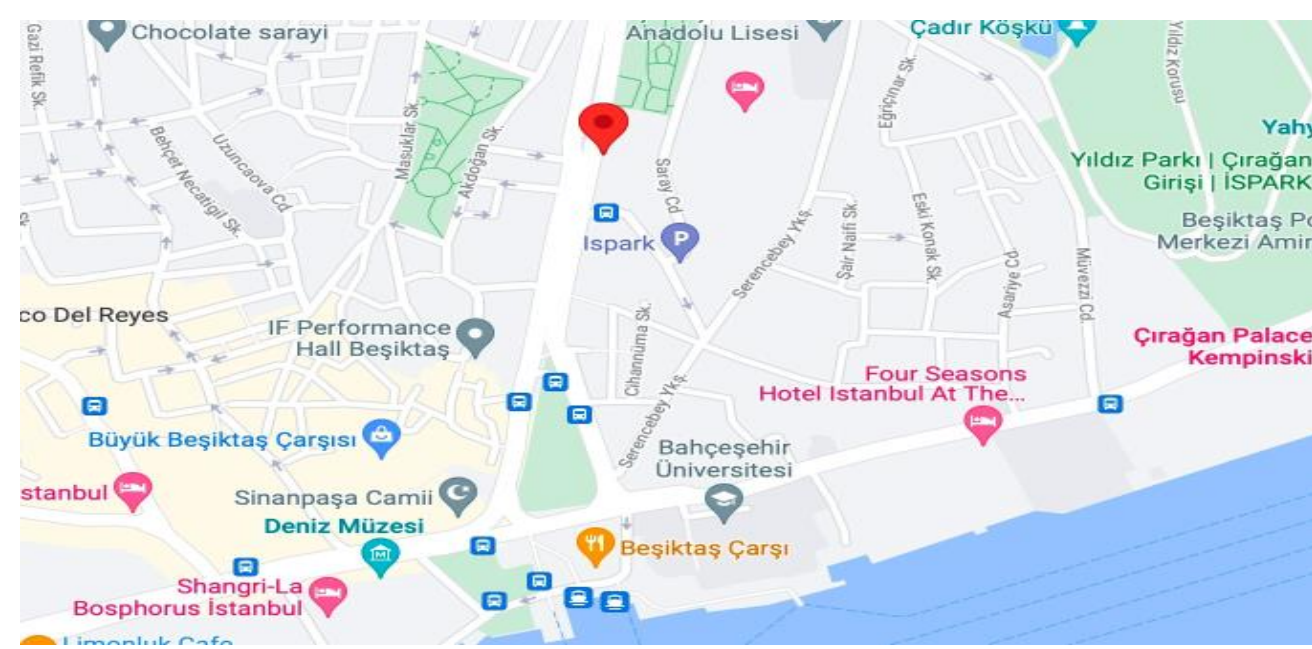 Chocolate sarayi
Anadolu Lisesi
Çadır Köşkü
Gazi Refik Sk.
Yıldız Korusu
Eğriçınar Sk.
Masuklar Sk.
Akdoğan Sk.
Behçet Necatigil Sk.
Uzuncaova Cd
Yahy
Yıldız Parkı | Çırağan
Girişi | İSPARK
Saray Cd.
Beşiktaş Po
Merkezi Amir
Ispark P
Serencebey Ykş.
Şair Naifi Sk.
Eski Konak Sk.
Asariye Cd.
Müvezzi Cd.
co Del Reyes
IF Performance
Hall Beşiktaş
Cihannüma Sk.
Çırağan Palace
Kempinski
Four Seasons
Hotel Istanbul At The...
Serencebey Ykş.
Büyük Beşiktaş Çarşısı
Bahçeşehir
Üniversitesi
stanbul
Sinanpaşa Camii
Deniz Müzesi
M
Beşiktaş Çarşı
Shangri-La
Bosphorus İstanbul
Limonluk Cafe